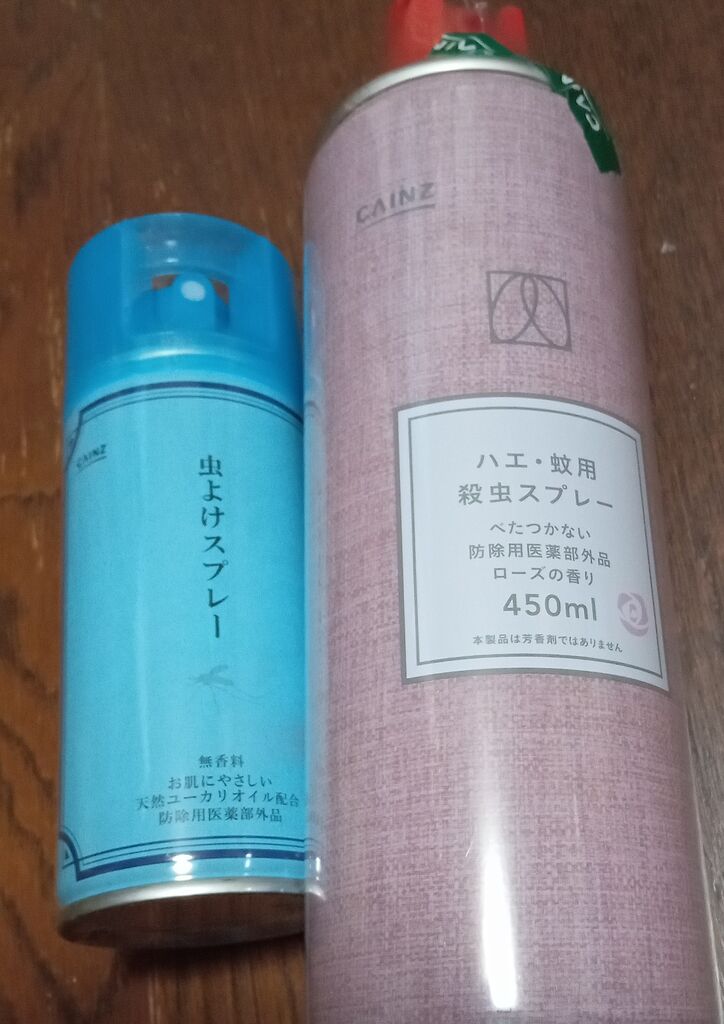 CAINZ
虫よけスプレー
無香料
お肌にやさしい
天然ユーカリオイル配合
防除用医薬部外品
CAINZ
ハエ・蚊用
殺虫スプレー
べたつかない
防除用医薬部外品
ローズの香り
450ml
本製品は芳香剤ではありません